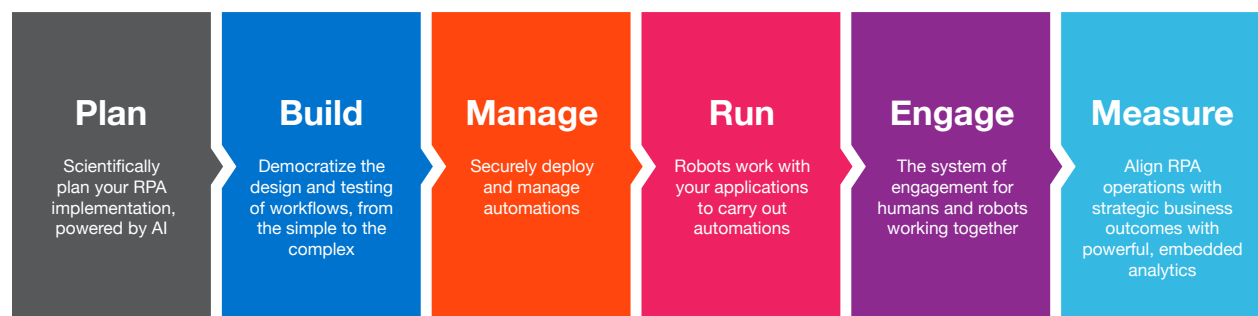 Plan
Scientifically
plan your RPA
implementation,
powered by AI
Build
Democratize the
design and testing
of workflows, from
the simple to the
complex
Manage
Securely deploy
and manage
automations
Run
Robots work with
your applications
to carry out
automations
Engage
The system of
engagement for
humans and robots
working together
Measure
Align RPA
operations with
strategic business
outcomes with
powerful, embedded
analytics